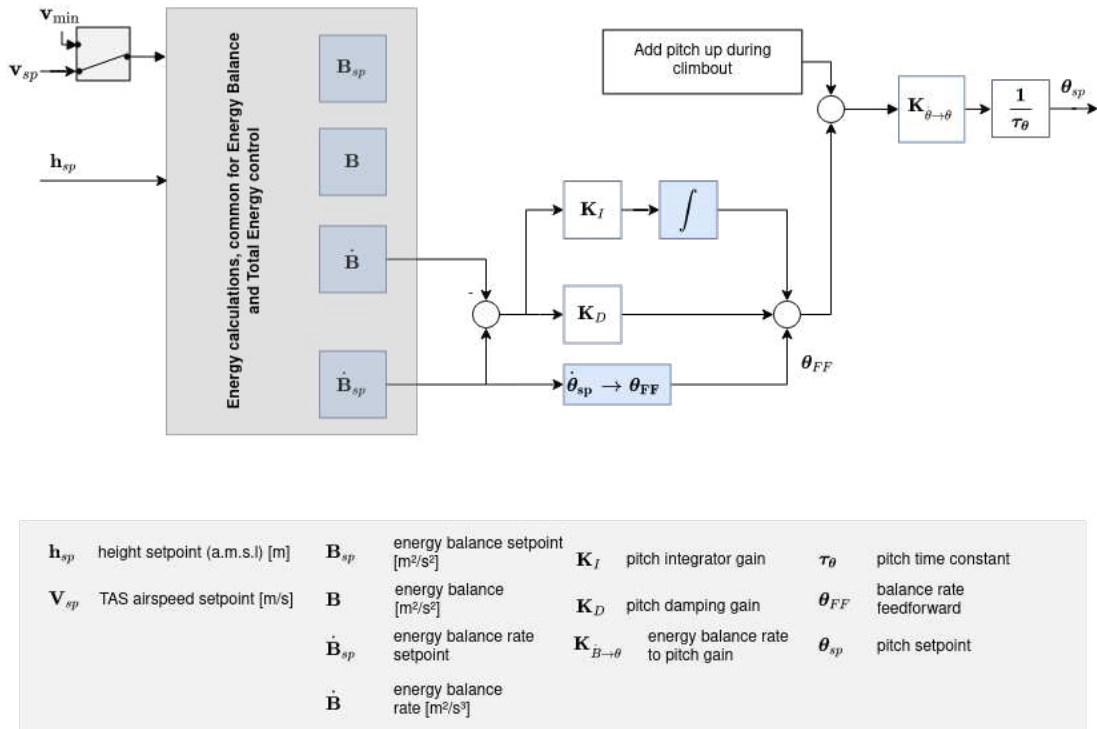 v_min
v_sp
h_sp
Energy calculations, common for Energy Balance
and Total Energy control
B_sp
B
Ḃ
Ḃ_sp
-
K_I
∫
K_D
θ̇_sp → θ_FF
θ_FF
Add pitch up during
climbout
K_θ̇→θ
1
τ_θ
θ_sp
h_sp height setpoint (a.m.s.l) [m]
V_sp TAS airspeed setpoint [m/s]
B_sp energy balance setpoint
[m²/s²]
B energy balance
[m²/s²]
Ḃ_sp energy balance rate
setpoint
Ḃ energy balance
rate [m²/s³]
K_I pitch integrator gain
K_D pitch damping gain
K_Ḃ→θ energy balance rate
to pitch gain
τ_θ pitch time constant
θ_FF balance rate
feedforward
θ_sp pitch setpoint